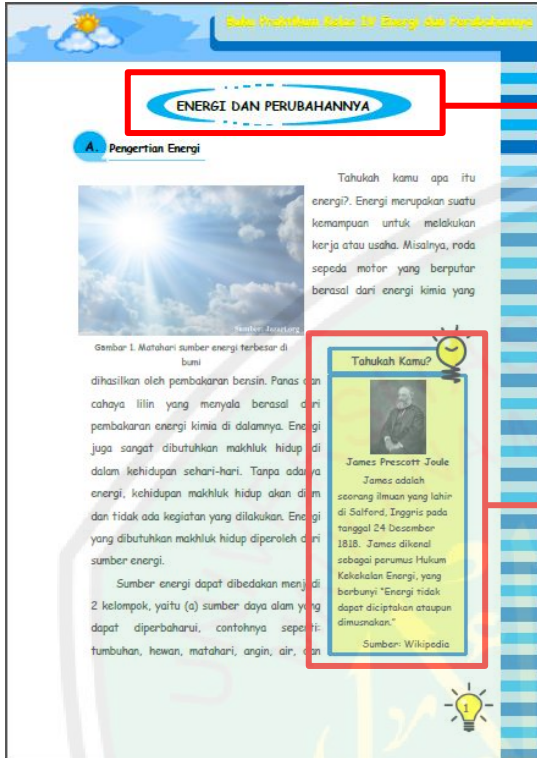 Buku Praktikum Kelas IV Energi dan Perubahannya
ENERGI DAN PERUBAHANNYA
A. Pengertian Energi
Tahukah kamu apa itu
energi?. Energi merupakan suatu
kemampuan untuk melakukan
kerja atau usaha. Misalnya, roda
sepeda motor yang berputar
berasal dari energi kimia yang
Sumber: Jazari.org
Gambar 1. Matahari sumber energi terbesar di
bumi
dihasilkan oleh pembakaran bensin. Panas dan
cahaya lilin yang menyala berasal dari
pembakaran energi kimia di dalamnya. Energi
juga sangat dibutuhkan makhluk hidup di
dalam kehidupan sehari-hari. Tanpa adanya
energi, kehidupan makhluk hidup akan diam
dan tidak ada kegiatan yang dilakukan. Energi
yang dibutuhkan makhluk hidup diperoleh dari
sumber energi.
Sumber energi dapat dibedakan menjadi
2 kelompok, yaitu (a) sumber daya alam yang
dapat diperbaharui, contohnya seperti:
tumbuhan, hewan, matahari, angin, air, dan
Tahukah Kamu?
James Prescott Joule
James adalah
seorang ilmuan yang lahir
di Salford, Inggris pada
tanggal 24 Desember
1818. James dikenal
sebagai perumus Hukum
Kekekalan Energi, yang
berbunyi "Energi tidak
dapat diciptakan ataupun
dimusnakan."
Sumber: Wikipedia
1